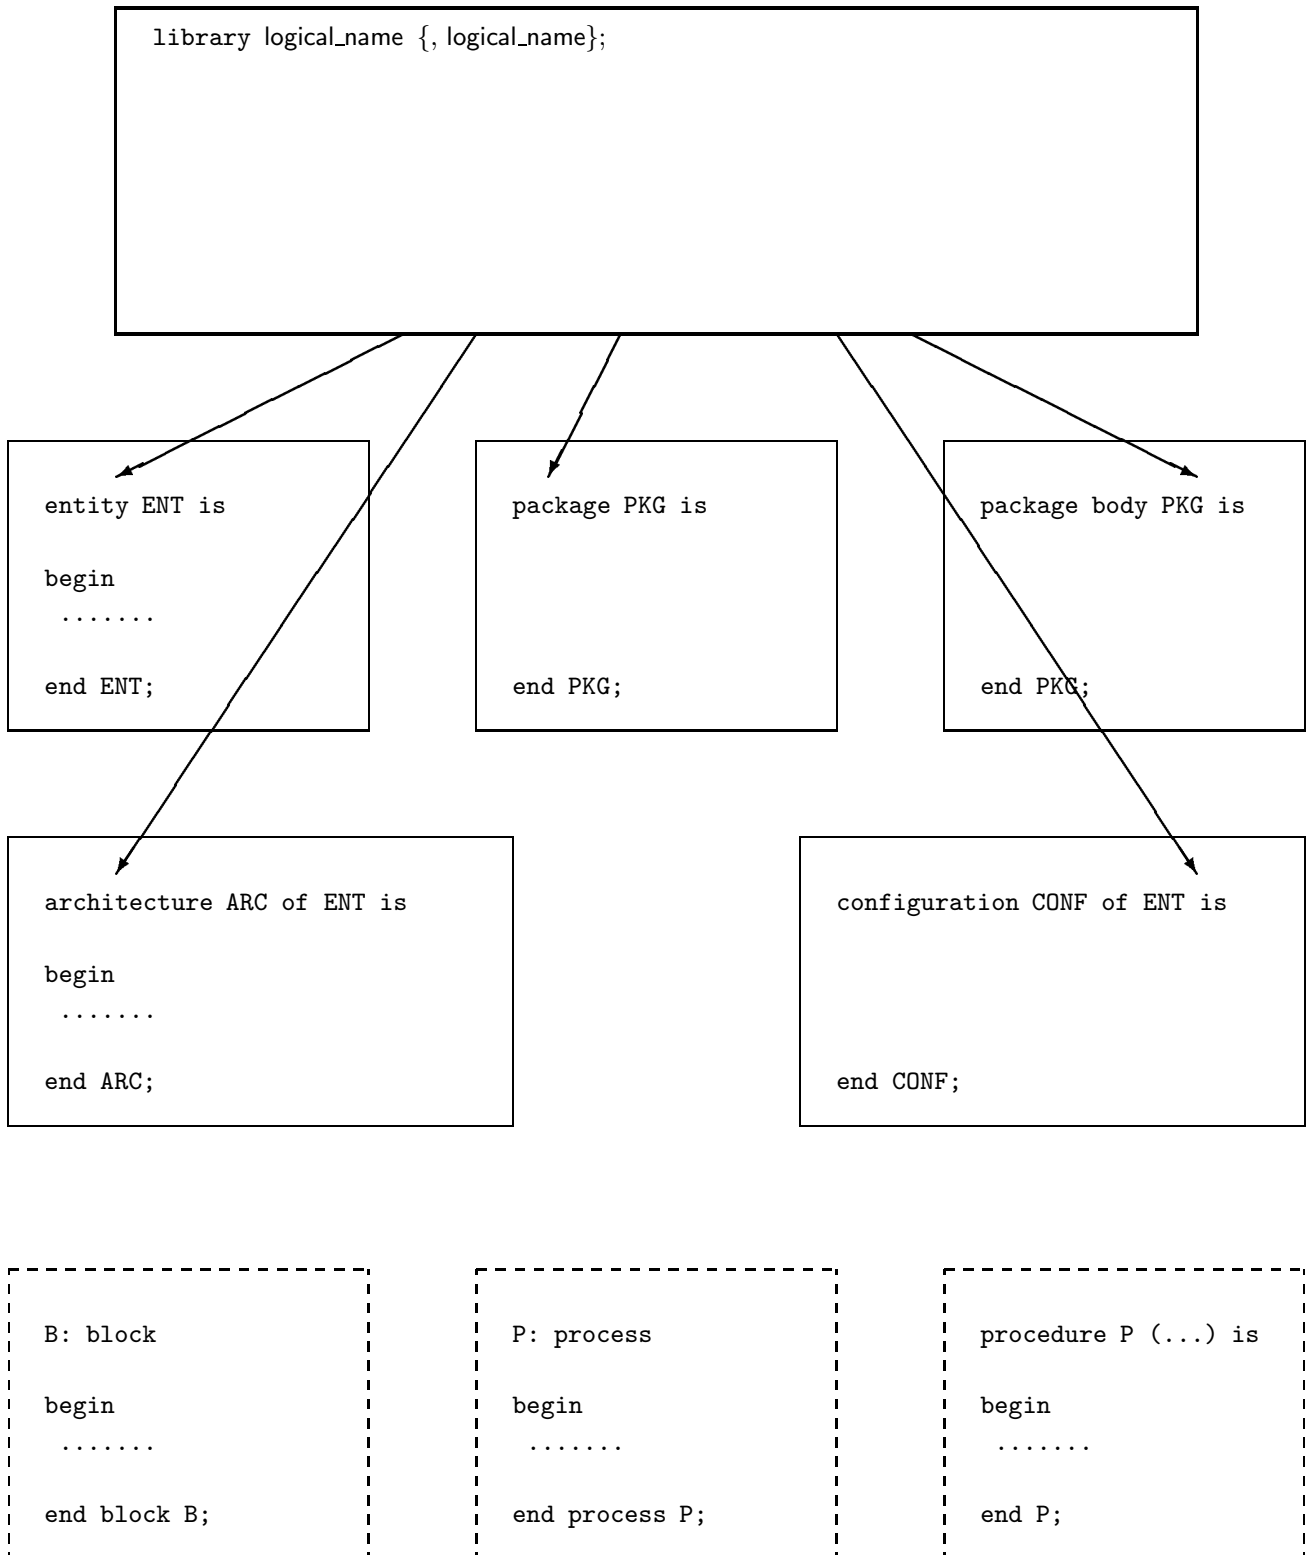 library logical_name {, logical_name};
entity ENT is
begin
.......
end ENT;
package PKG is
end PKG;
package body PKG is
end PKG;
architecture ARC of ENT is
begin
.......
end ARC;
configuration CONF of ENT is
end CONF;
B: block
begin
.......
end block B;
P: process
begin
.......
end process P;
procedure P (...) is
begin
.......
end P;